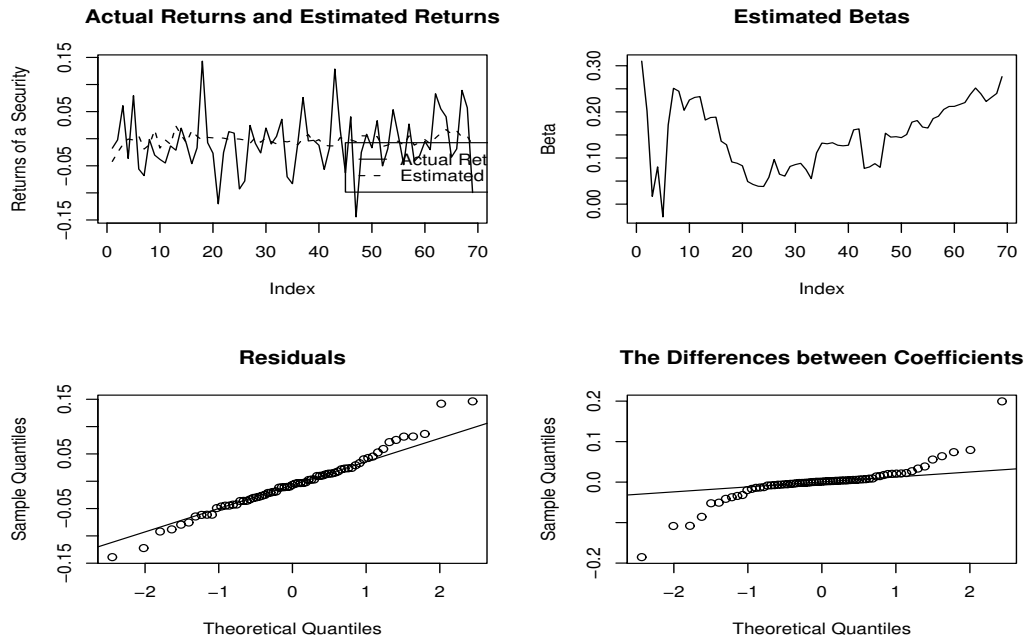 Actual Returns and Estimated Returns
Returns of a Security
0.15
0.05
−0.05
−0.15
Actual Ret
Estimated
0 10 20 30 40 50 60 70
Index
Estimated Betas
Beta
0.30
0.20
0.10
0.00
0 10 20 30 40 50 60 70
Index
Residuals
Sample Quantiles
0.15
0.05
−0.05
−0.15
−2 −1 0 1 2
Theoretical Quantiles
The Differences between Coefficients
Sample Quantiles
0.2
0.1
0.0
−0.2
−2 −1 0 1 2
Theoretical Quantiles